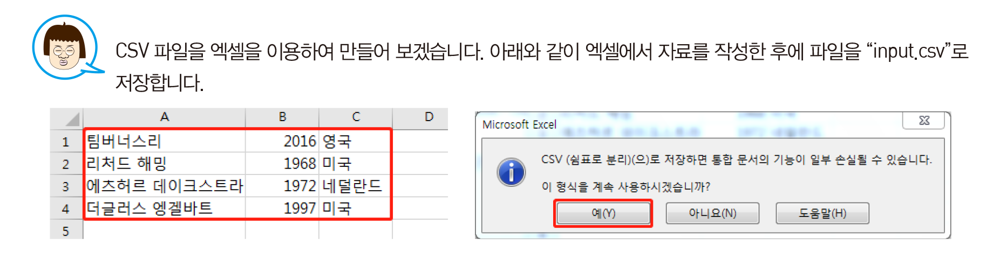 CSV 파일을 엑셀을 이용하여 만들어 보겠습니다. 아래와 같이 엑셀에서 자료를 작성한 후에 파일을 “input.csv”로
저장합니다.
A B C D
1 팀버너스리 2016 영국
2 리처드 해밍 1968 미국
3 에츠허르 데이크스트라 1972 네덜란드
4 더글러스 엥겔바트 1997 미국
5
Microsoft Excel
CSV (쉼표로 분리)(으)로 저장하면 통합 문서의 기능이 일부 손실될 수 있습니다.
이 형식을 계속 사용하시겠습니까?
예(Y) 아니요(N) 도움말(H)